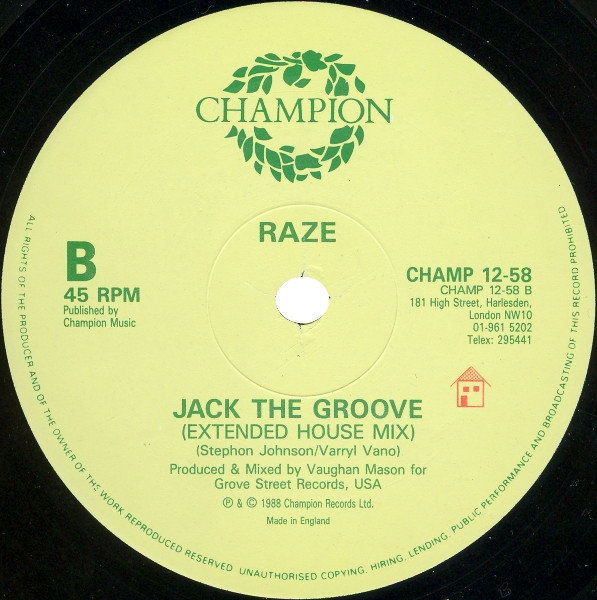 CHAMPION
RAZE
B
45 RPM
Published by
Champion Music
CHAMP 12-58
CHAMP 12-58 B
181 High Street, Harlesden,
London NW10
01-961 5202
Telex: 295441
JACK THE GROOVE
(EXTENDED HOUSE MIX)
(Stephon Johnson/Varryl Vano)
Produced & Mixed by Vaughan Mason for
Grove Street Records, USA
℗ & © 1988 Champion Records Ltd.
Made in England
ALL RIGHTS OF THE PRODUCER AND OF THE OWNER OF THE WORK REPRODUCED RESERVED. UNAUTHORISED COPYING, HIRING, LENDING, PUBLIC PERFORMANCE AND BROADCASTING OF THIS RECORD PROHIBITED